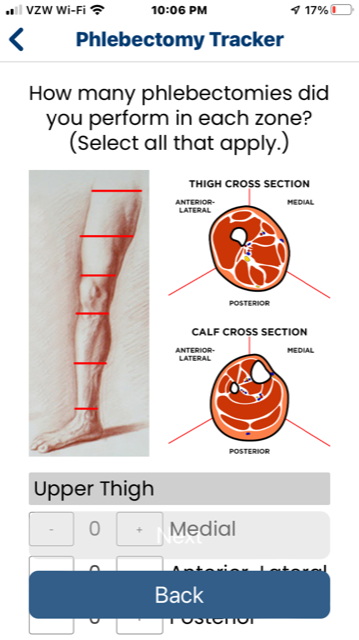 VZW Wi-Fi 10:06 PM 17%
Phlebectomy Tracker
How many phlebectomies did
you perform in each zone?
(Select all that apply.)
THIGH CROSS SECTION
ANTERIOR-
LATERAL
MEDIAL
POSTERIOR
CALF CROSS SECTION
ANTERIOR-
LATERAL
MEDIAL
POSTERIOR
Upper Thigh
- 0 + Medial
Next
0 Anterior-Lateral
Back
0 Posterior